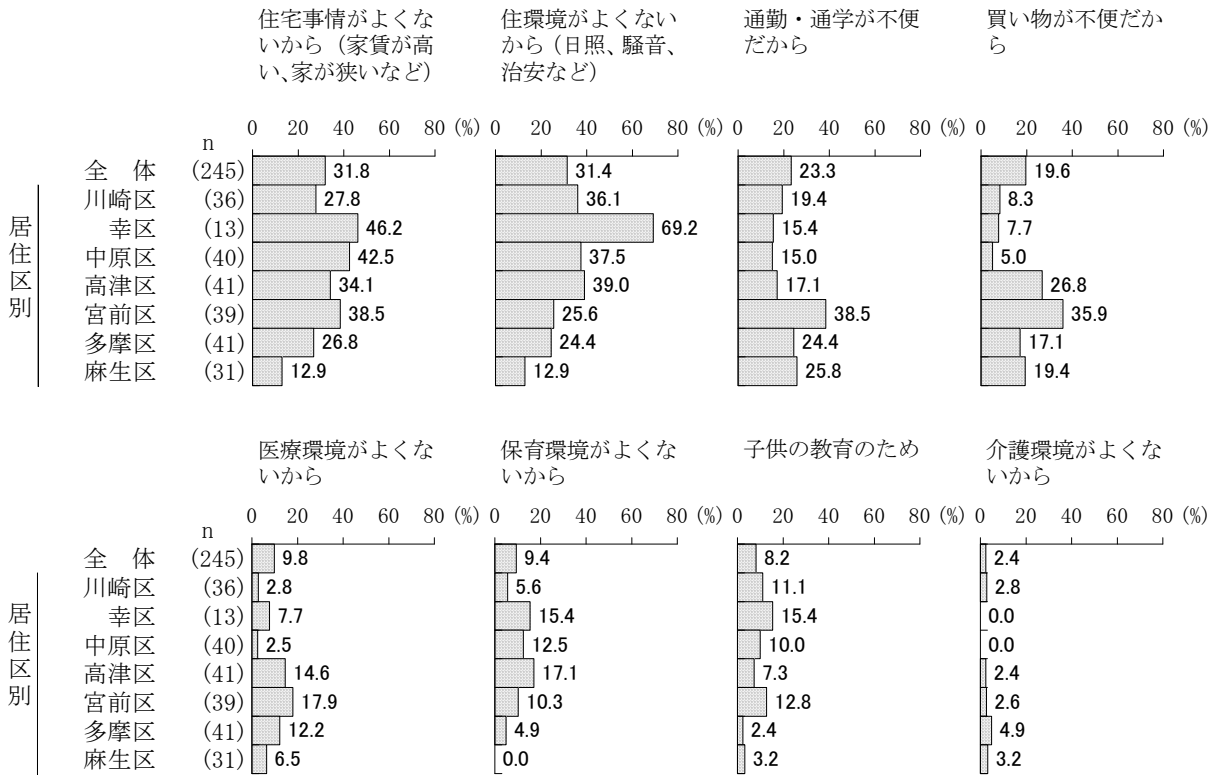 住宅事情がよくな
いから（家賃が高
い、家が狭いなど）
住環境がよくない
から（日照、騒音、
治安など）
通勤・通学が不便
だから
買い物が不便だか
ら
n 0 20 40 60 80 (%) 0 20 40 60 80 (%) 0 20 40 60 80 (%) 0 20 40 60 80 (%)
居住区別
全　体 (245) 31.8 31.4 23.3 19.6
川崎区 (36) 27.8 36.1 19.4 8.3
幸区 (13) 46.2 69.2 15.4 7.7
中原区 (40) 42.5 37.5 15.0 5.0
高津区 (41) 34.1 39.0 17.1 26.8
宮前区 (39) 38.5 25.6 38.5 35.9
多摩区 (41) 26.8 24.4 24.4 17.1
麻生区 (31) 12.9 12.9 25.8 19.4
医療環境がよくな
いから
保育環境がよくな
いから
子供の教育のため
介護環境がよくな
いから
n 0 20 40 60 80 (%) 0 20 40 60 80 (%) 0 20 40 60 80 (%) 0 20 40 60 80 (%)
居住区別
全　体 (245) 9.8 9.4 8.2 2.4
川崎区 (36) 2.8 5.6 11.1 2.8
幸区 (13) 7.7 15.4 15.4 0.0
中原区 (40) 2.5 12.5 10.0 0.0
高津区 (41) 14.6 17.1 7.3 2.4
宮前区 (39) 17.9 10.3 12.8 2.6
多摩区 (41) 12.2 4.9 2.4 4.9
麻生区 (31) 6.5 0.0 3.2 3.2